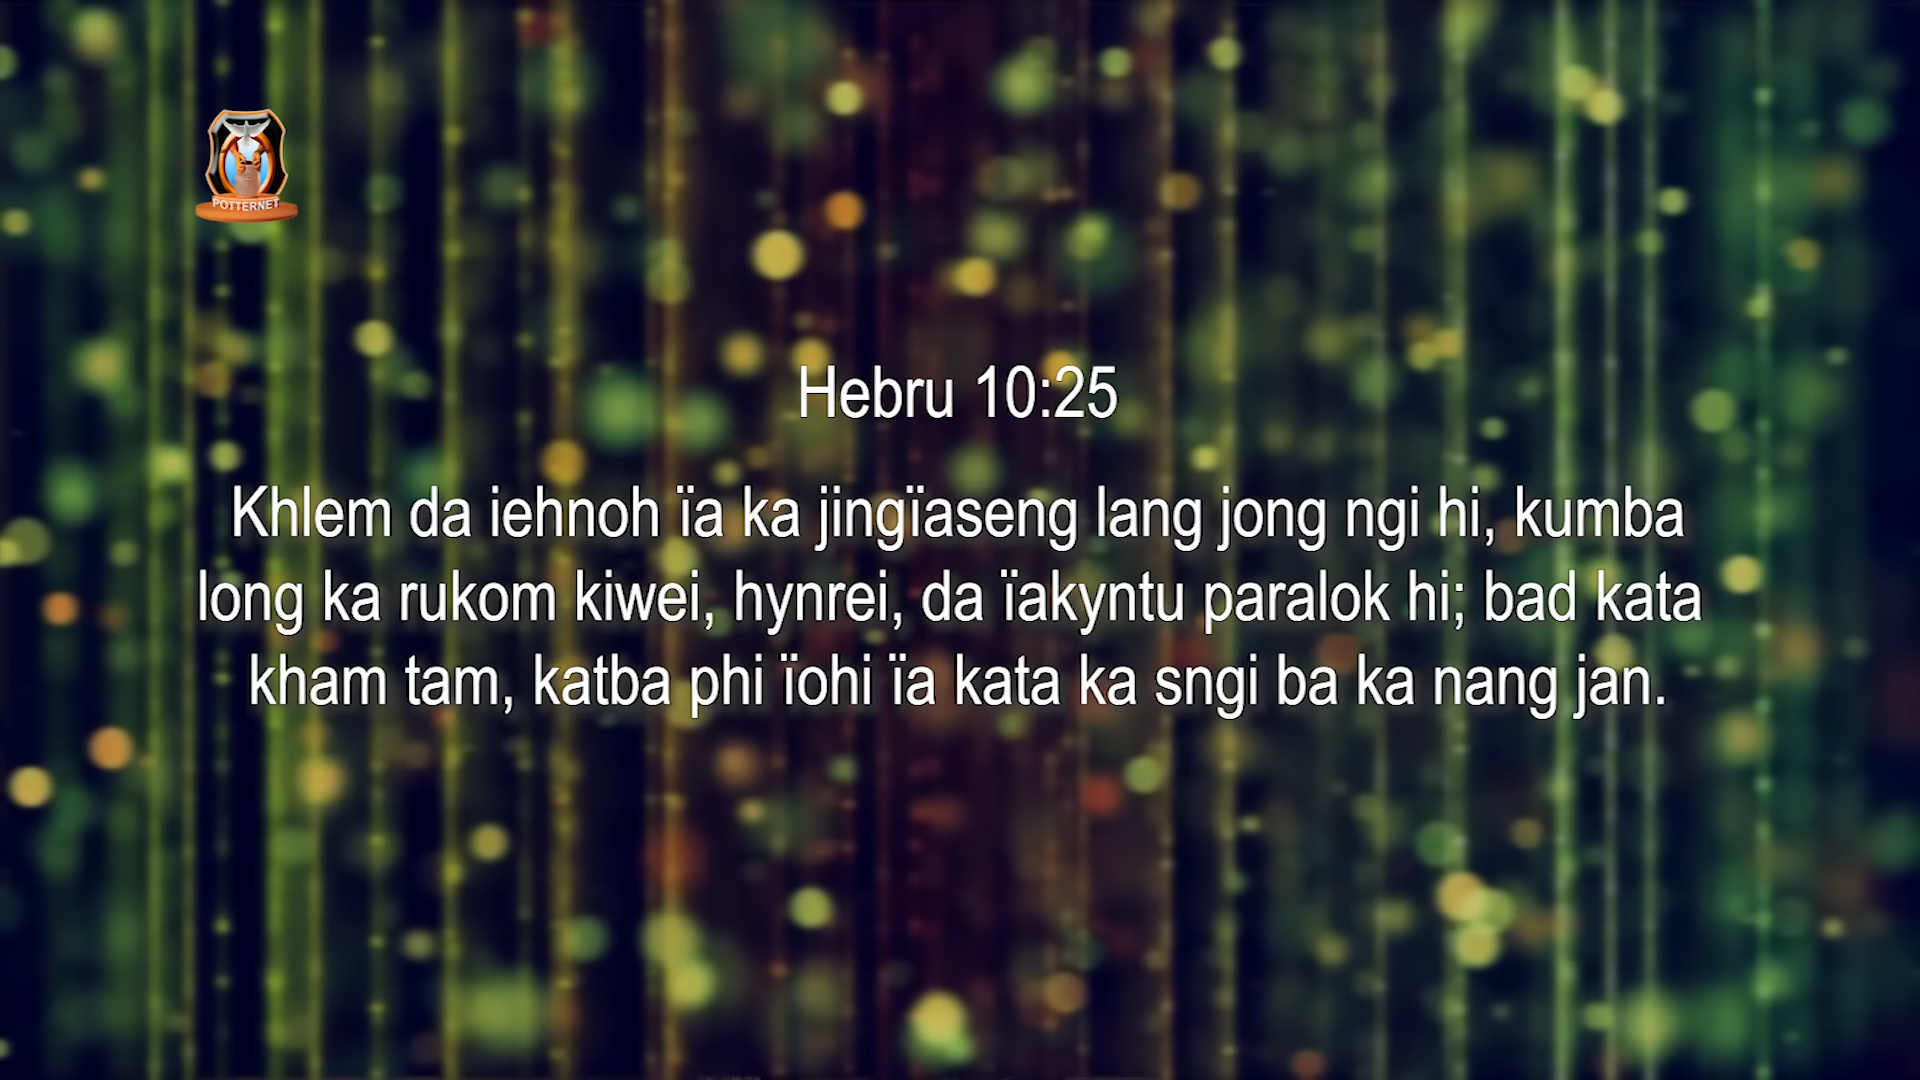 POTTERNET
Hebru 10:25
Khlem da iehnoh ïa ka jingïaseng lang jong ngi hi, kumba
long ka rukom kiwei, hynrei, da ïakyntu paralok hi; bad kata
kham tam, katba phi ïohi ïa kata ka sngi ba ka nang jan.